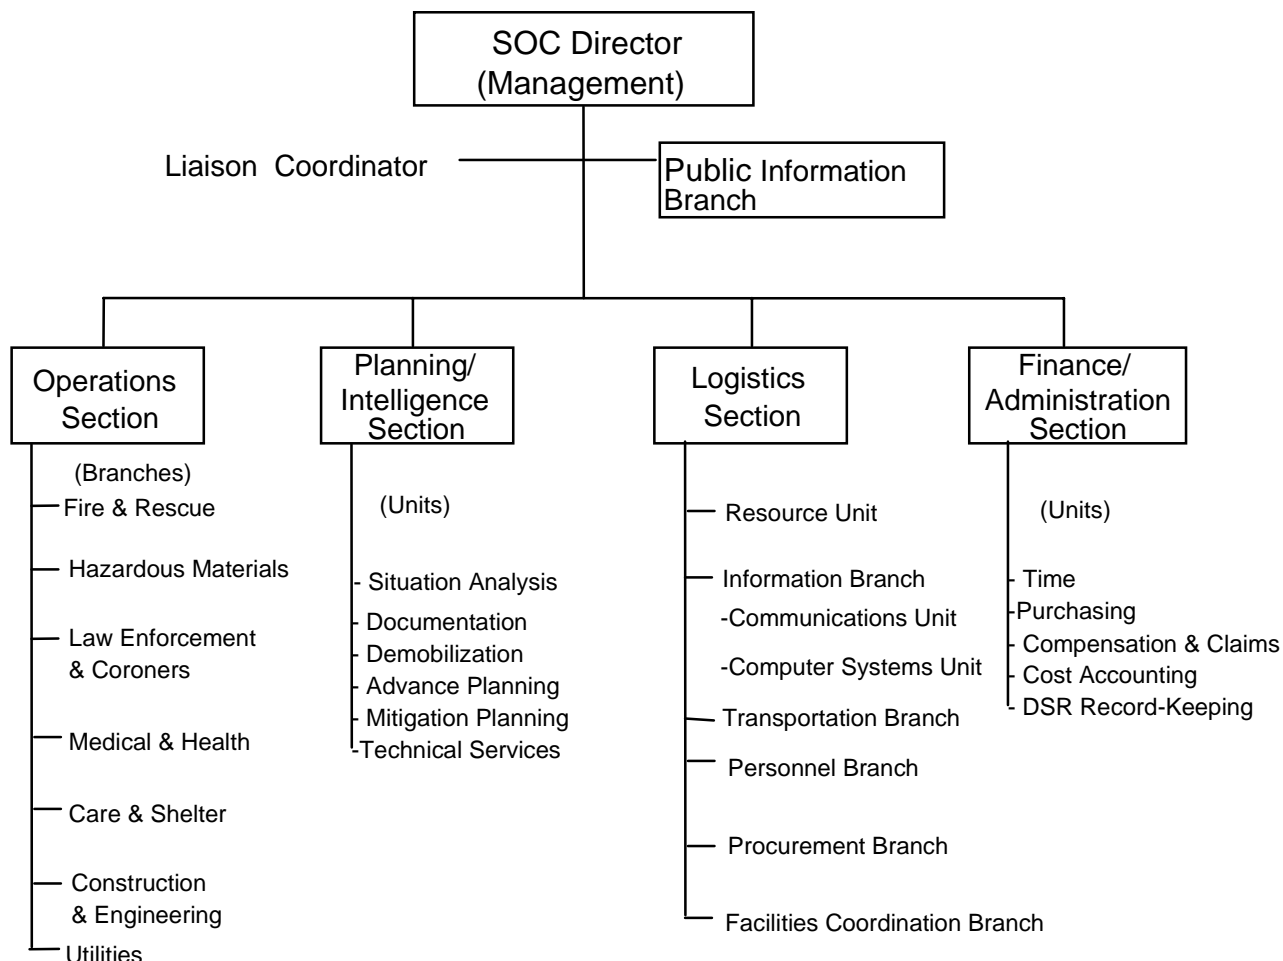 SOC Director
(Management)
Liaison Coordinator
Public Information
Branch
Operations
Section
(Branches)
Fire & Rescue
Hazardous Materials
Law Enforcement
& Coroners
Medical & Health
Care & Shelter
Construction
& Engineering
Utilities
Planning/
Intelligence
Section
(Units)
- Situation Analysis
- Documentation
- Demobilization
- Advance Planning
- Mitigation Planning
-Technical Services
Logistics
Section
Resource Unit
Information Branch
-Communications Unit
-Computer Systems Unit
Transportation Branch
Personnel Branch
Procurement Branch
Facilities Coordination Branch
Finance/
Administration
Section
(Units)
- Time
-Purchasing
- Compensation & Claims
- Cost Accounting
- DSR Record-Keeping